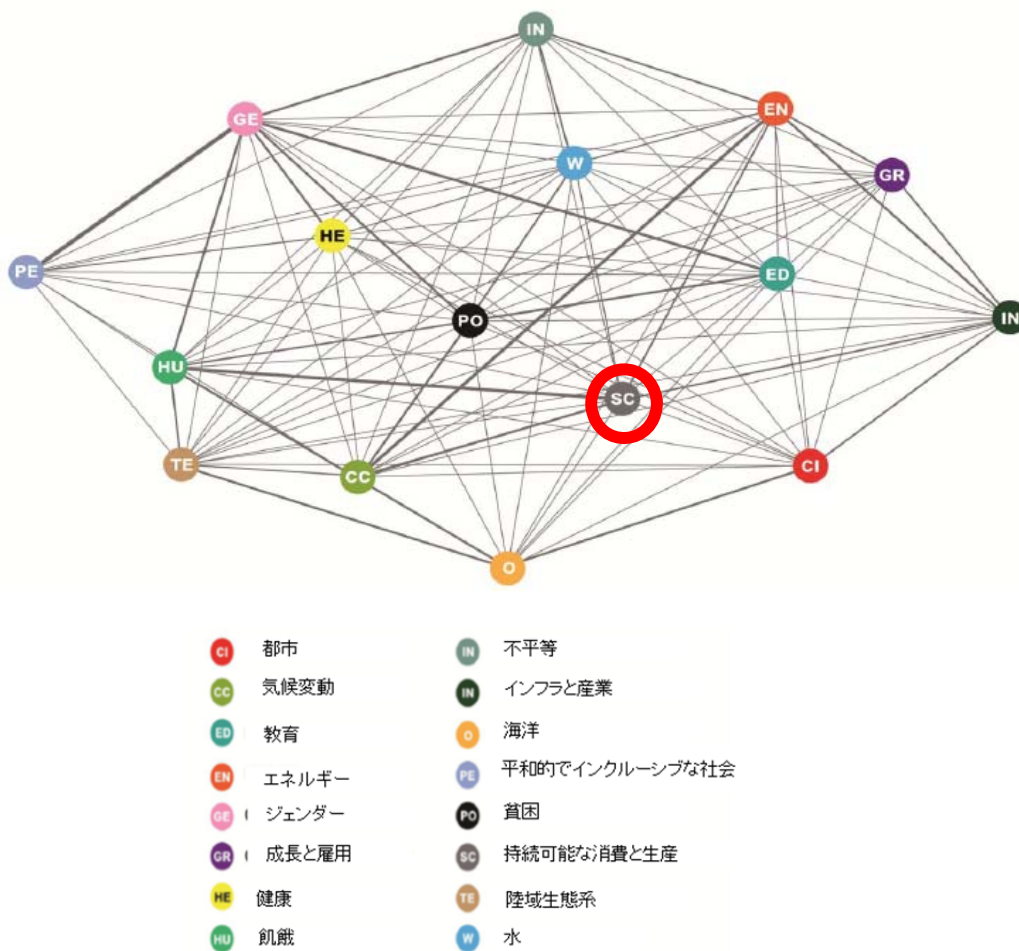 IN
EN
GE
W
GR
HE
PE
ED
PO
IN
HU
SC
TE
CC
CI
O
CI 都市
CC 気候変動
ED 教育
EN エネルギー
GE ジェンダー
GR 成長と雇用
HE 健康
HU 飢餓
IN 不平等
IN インフラと産業
O 海洋
PE 平和的でインクルーシブな社会
PO 貧困
SC 持続可能な消費と生産
TE 陸域生態系
W 水